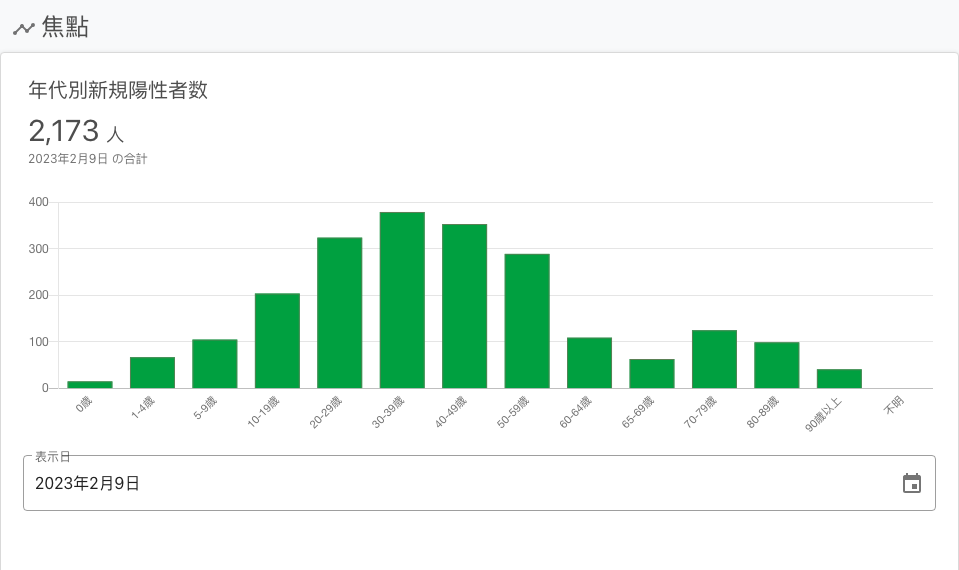 焦點
年代別新規陽性者数
2,173 人
2023年2月9日 の合計
400
300
200
100
0
0歳
1-4歳
5-9歳
10-19歳
20-29歳
30-39歳
40-49歳
50-59歳
60-64歳
65-69歳
70-79歳
80-89歳
90歳以上
不明
表示日
2023年2月9日